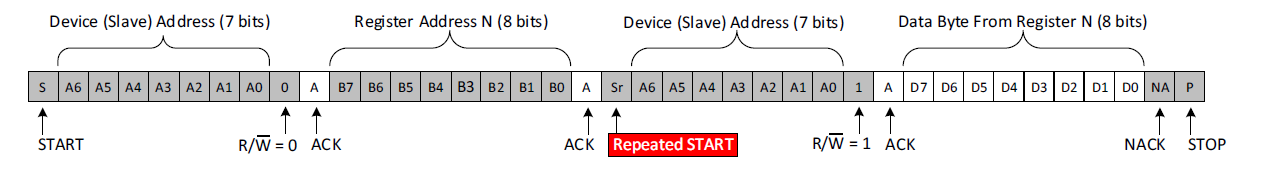 Device (Slave) Address (7 bits) Register Address N (8 bits) Device (Slave) Address (7 bits) Data Byte From Register N (8 bits)
S A6 A5 A4 A3 A2 A1 A0 0 A B7 B6 B5 B4 B3 B2 B1 B0 A Sr A6 A5 A4 A3 A2 A1 A0 1 A D7 D6 D5 D4 D3 D2 D1 D0 NA P
START R/W̅ = 0 ACK ACK Repeated START R/W̅ = 1 ACK NACK STOP